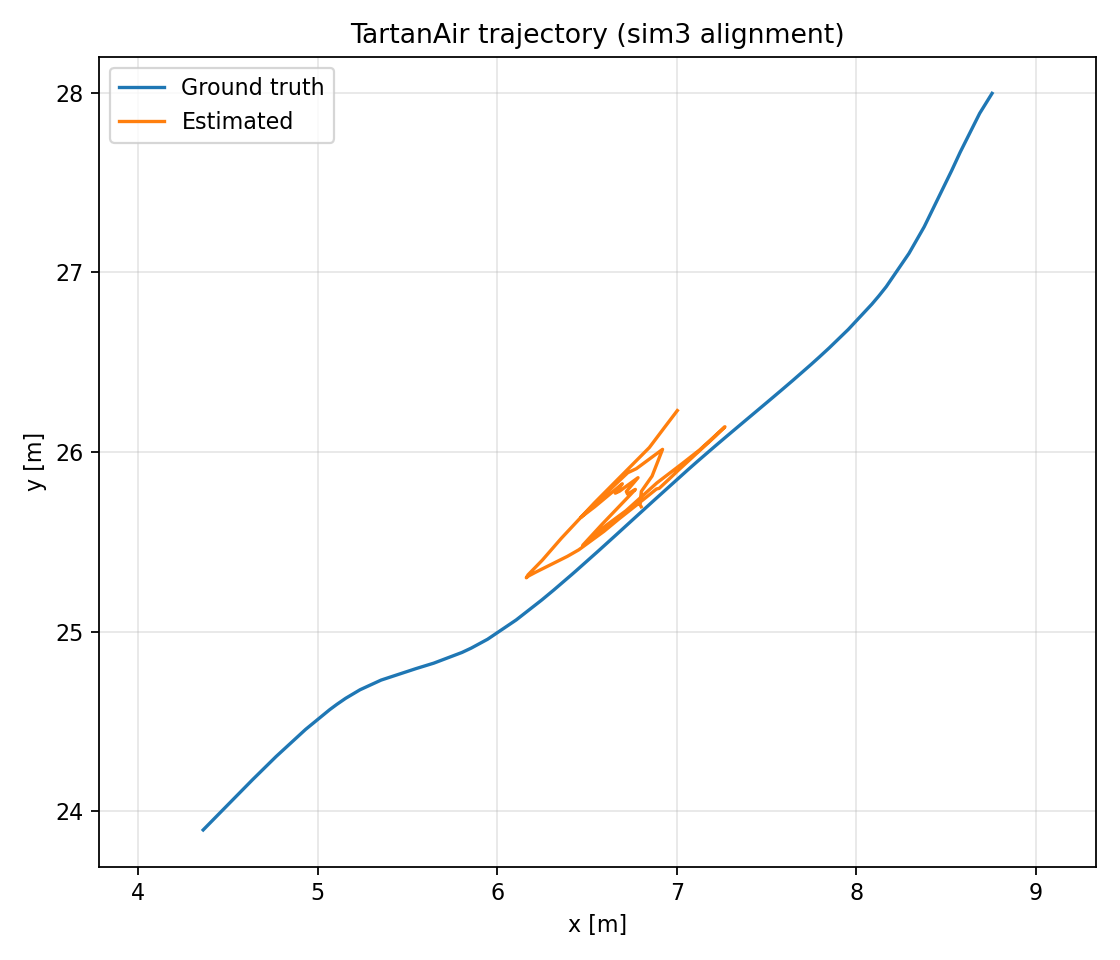 TartanAir trajectory (sim3 alignment)
Ground truth
Estimated
28
27
26
25
24
y [m]
4 5 6 7 8 9
x [m]